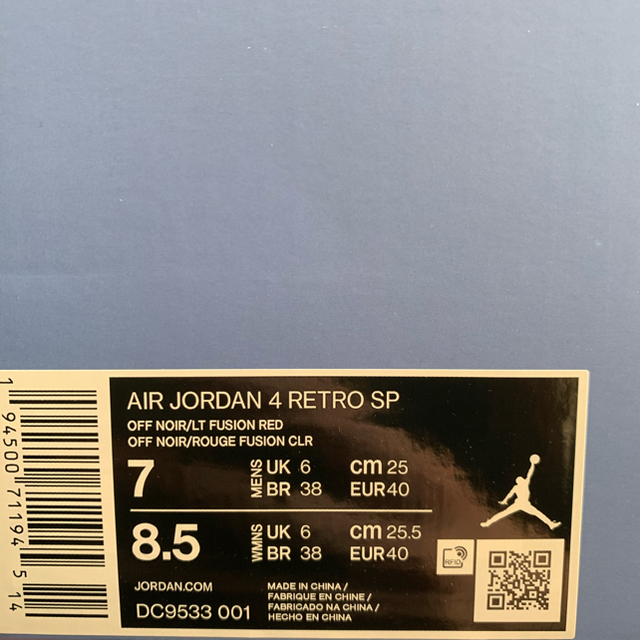 AIR JORDAN 4 RETRO SP
OFF NOIR/LT FUSION RED
OFF NOIR/ROUGE FUSION CLR
7 MENS UK 6 cm 25
BR 38 EUR 40
8.5 WMNS UK 6 cm 25.5
BR 38 EUR 40
RFID
JORDAN.COM
DC9533 001
MADE IN CHINA /
FABRIQUE EN CHINE /
FABRICADO NA CHINA /
HECHO EN CHINA
1 94500 71194 5 14